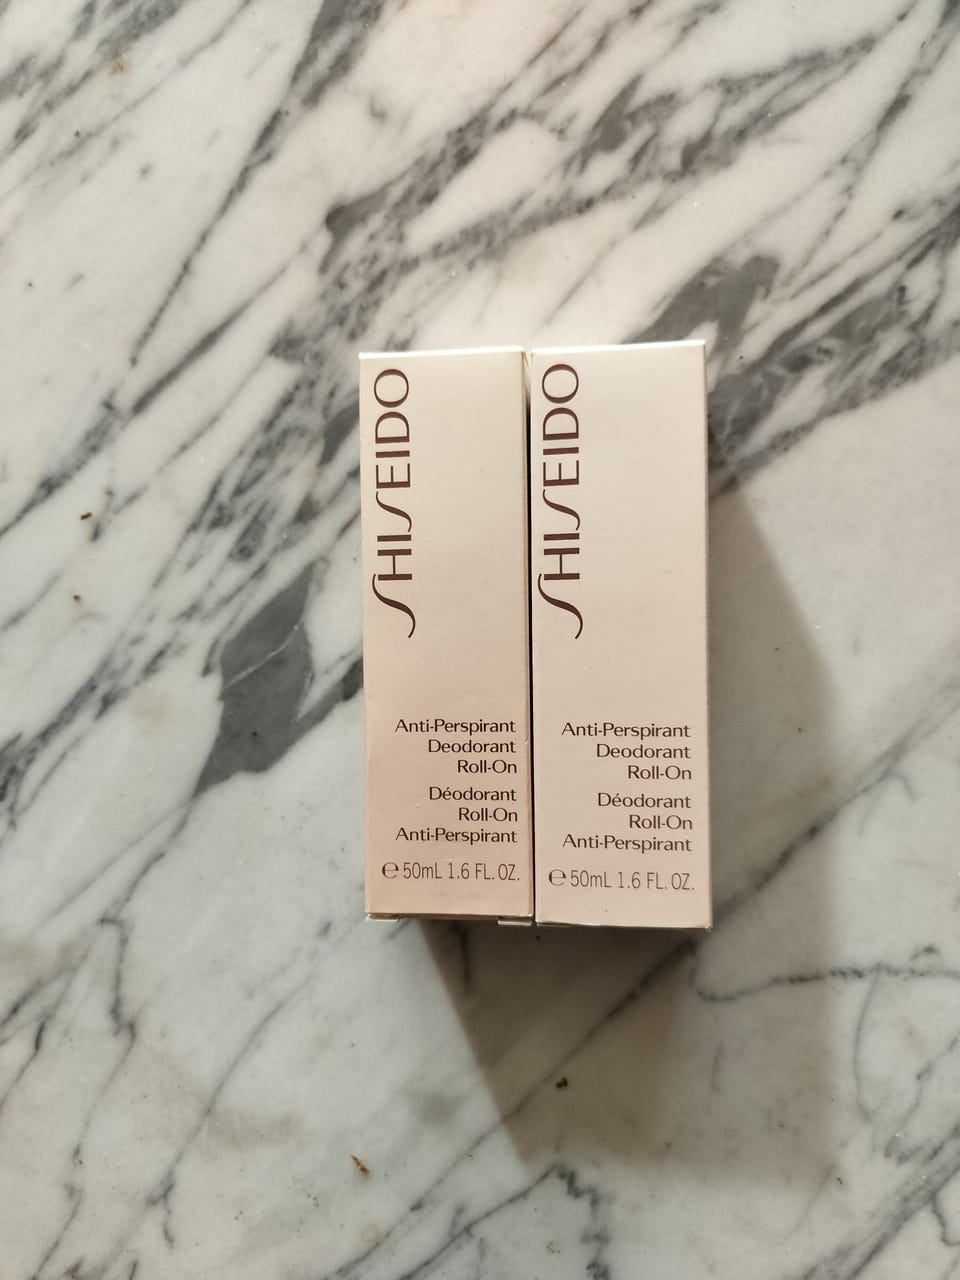 SHISEIDO
Anti-Perspirant
Deodorant
Roll-On
Déodorant
Roll-On
Anti-Perspirant
℮ 50mL 1.6 FL. OZ.
SHISEIDO
Anti-Perspirant
Deodorant
Roll-On
Déodorant
Roll-On
Anti-Perspirant
℮ 50mL 1.6 FL. OZ.